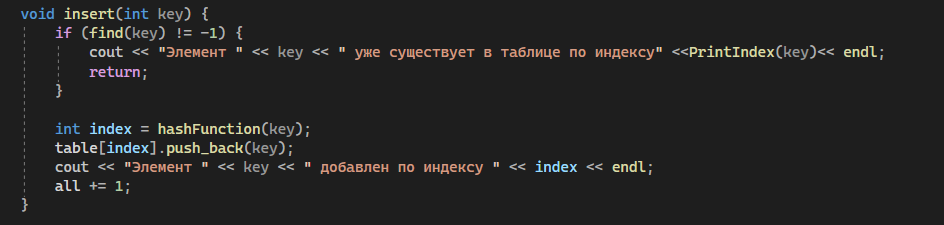 void insert(int key) {
    if (find(key) != -1) {
        cout << "Элемент " << key << " уже существует в таблице по индексу" <<PrintIndex(key)<< endl;
        return;
    }

    int index = hashFunction(key);
    table[index].push_back(key);
    cout << "Элемент " << key << " добавлен по индексу " << index << endl;
    all += 1;
}